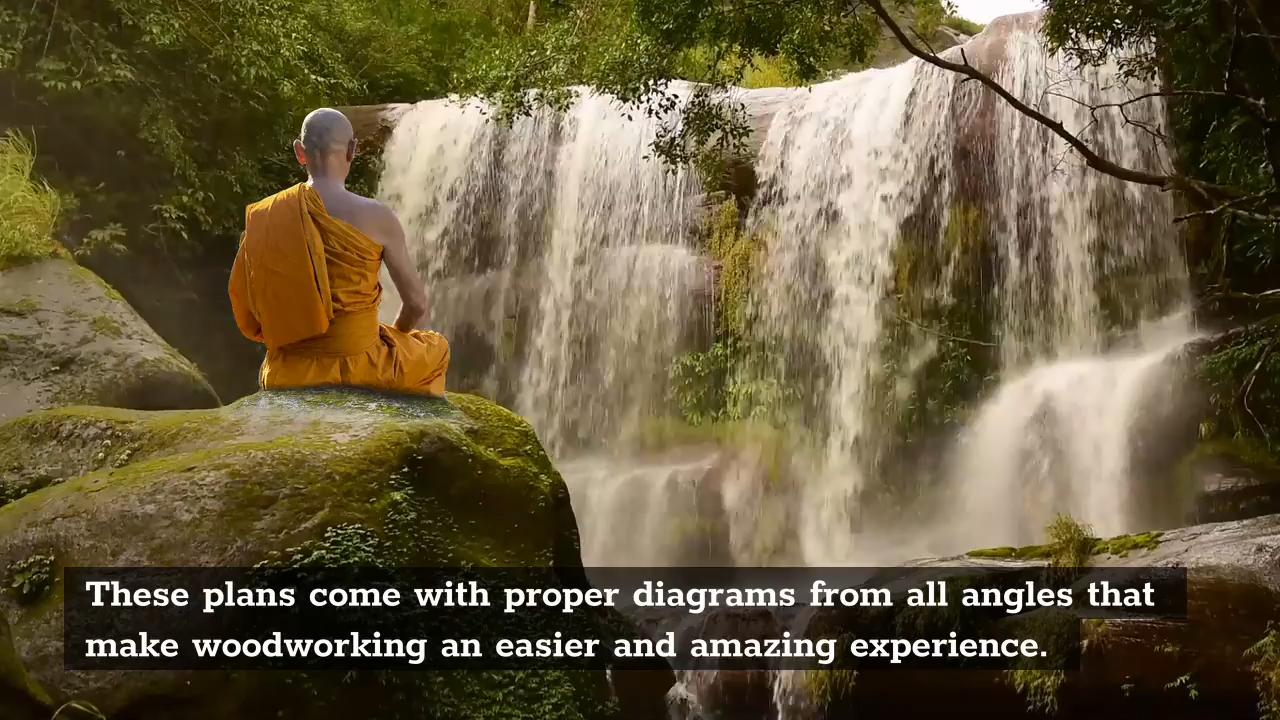 These plans come with proper diagrams from all angles that
make woodworking an easier and amazing experience.